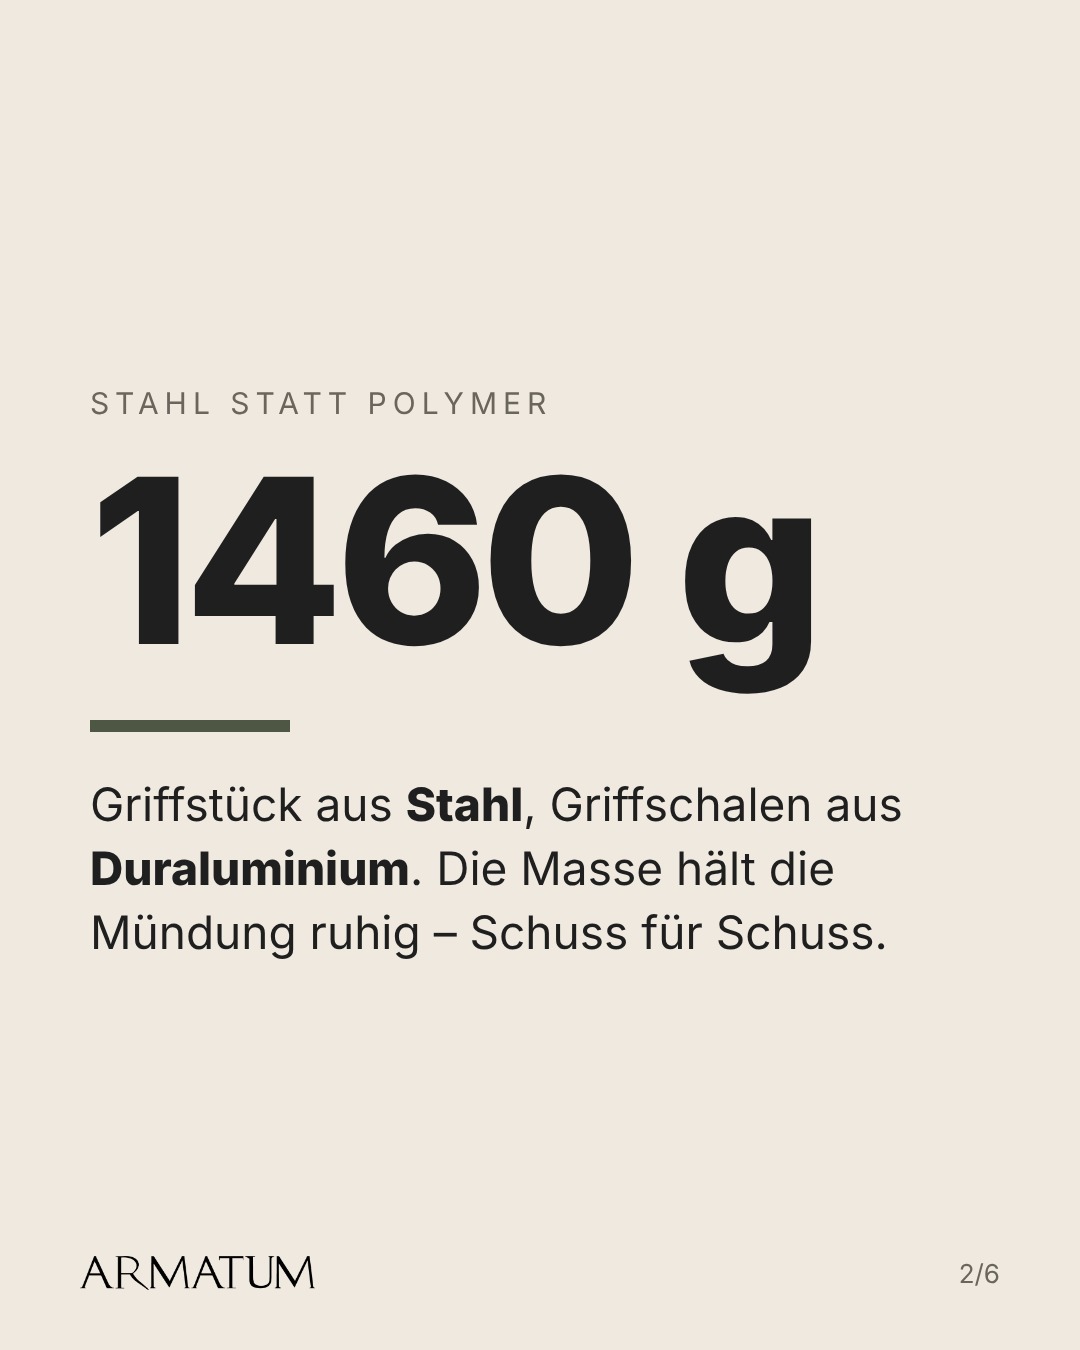 STAHL STATT POLYMER
1460 g
Griffstück aus Stahl, Griffschalen aus
Duraluminium. Die Masse hält die
Mündung ruhig – Schuss für Schuss.
ARMATUM
2/6